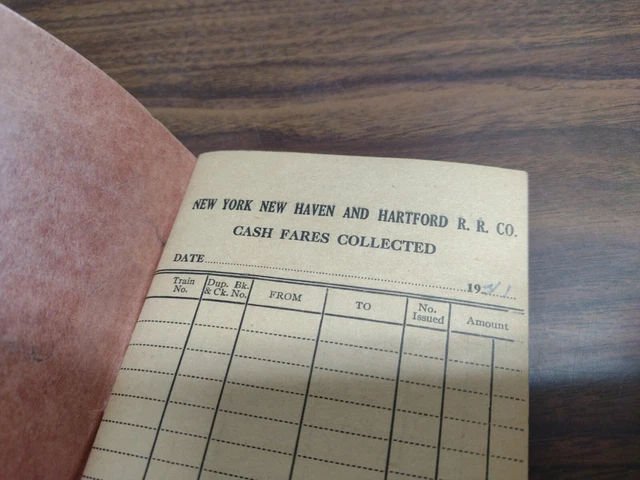 NEW YORK NEW HAVEN AND HARTFORD R. R. CO.
CASH FARES COLLECTED
DATE 19
Train No.
Dup. Bk. & Ck. No.
FROM
TO
No. Issued
Amount